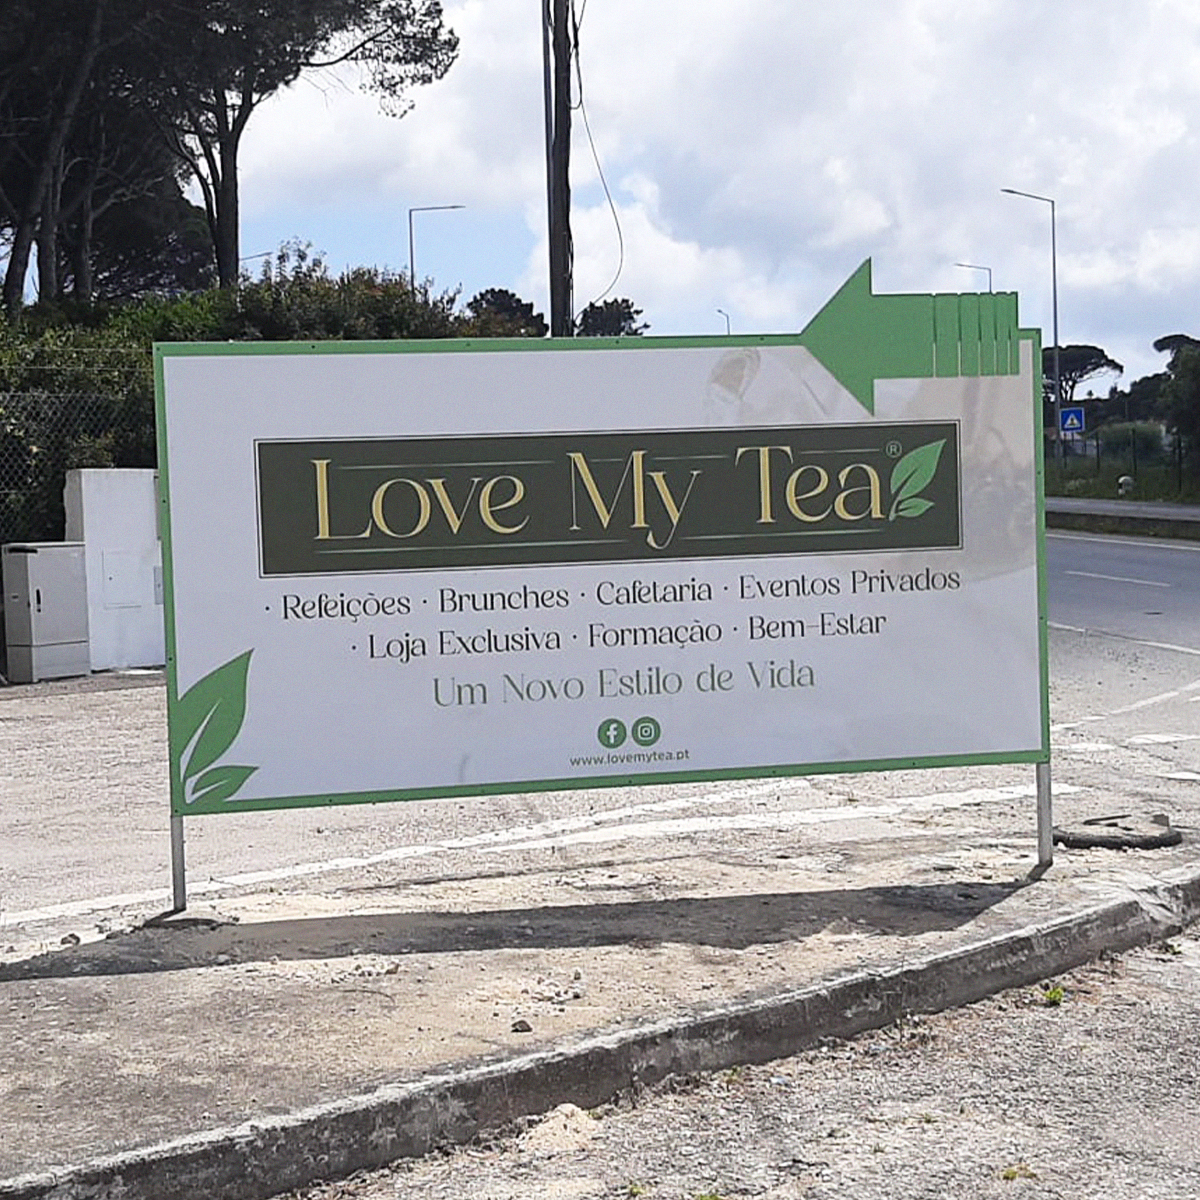 Love My Tea®
· Refeições · Brunches · Cafetaria · Eventos Privados
· Loja Exclusiva · Formação · Bem-Estar
Um Novo Estilo de Vida
www.lovemytea.pt